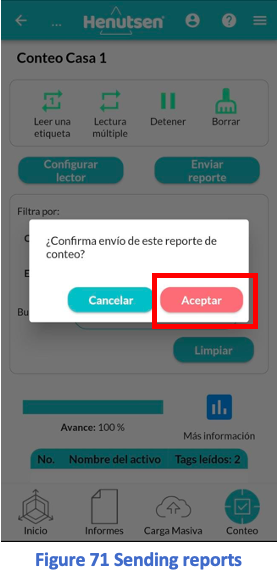 ...
Henutsen®
Conteo Casa 1
1
Leer una
etiqueta
Lectura
múltiple
Detener
Borrar
Configurar
lector
Enviar
reporte
Filtra por:
¿Confirma envío de este reporte de
conteo?
Cancelar
Aceptar
Limpiar
Avance: 100 %
Más información
No. Nombre del activo Tags leídos: 2
Inicio
Informes
Carga Masiva
Conteo
Figure 71 Sending reports